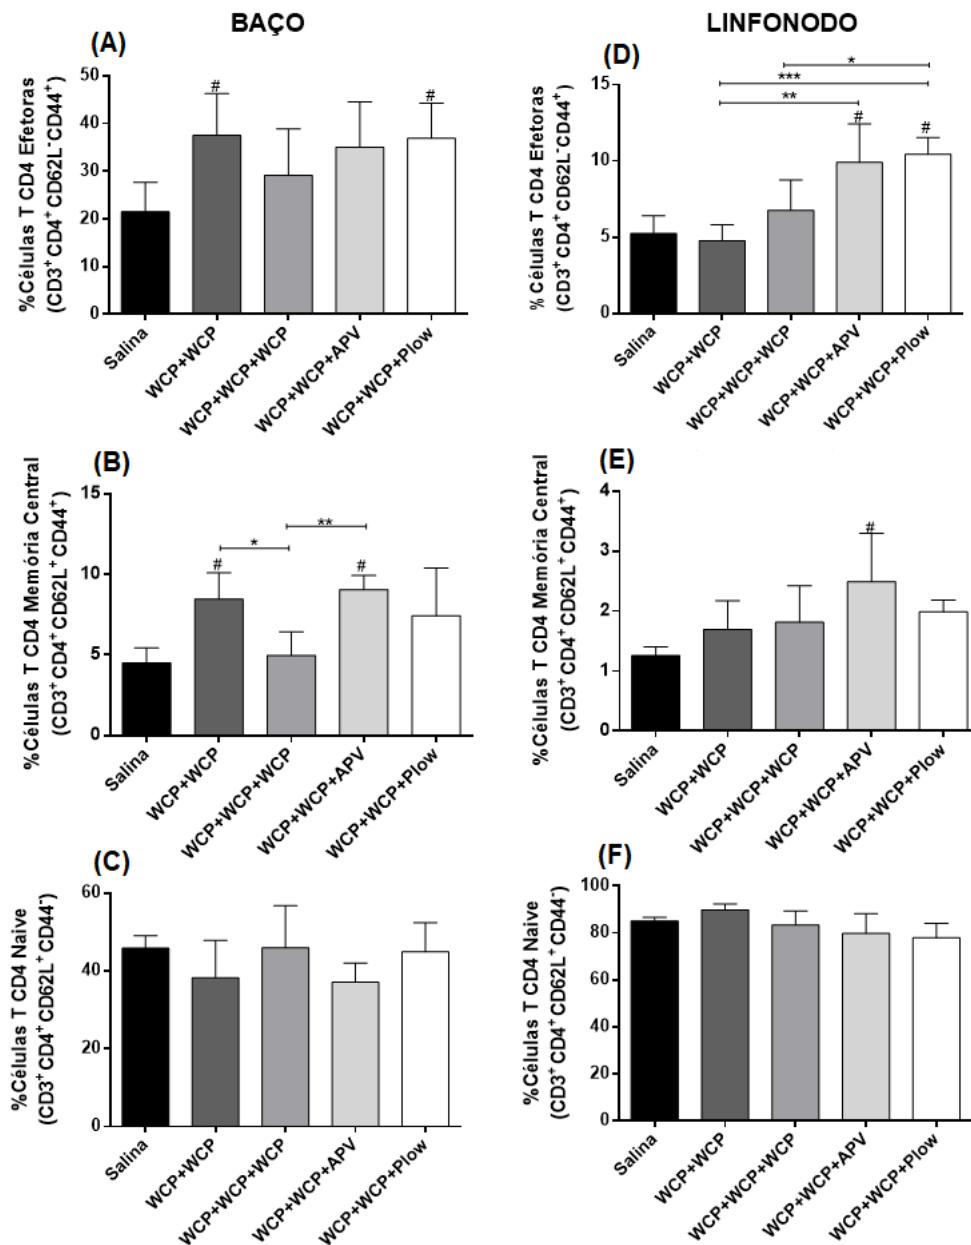 BAÇO
LINFONODO
(A)
%Células T CD4 Efetoras
(CD3⁺CD4⁺CD62L⁻CD44⁺)
50
40
30
20
10
0
#
#
Salina
WCP+WCP
WCP+WCP+WCP
WCP+WCP+APV
WCP+WCP+Plow
(D)
%Células T CD4 Efetoras
(CD3⁺CD4⁺CD62L⁻CD44⁺)
15
10
5
0
*
***
**
#
#
Salina
WCP+WCP
WCP+WCP+WCP
WCP+WCP+APV
WCP+WCP+Plow
(B)
%Células T CD4 Memória Central
(CD3⁺CD4⁺CD62L⁺CD44⁺)
15
10
5
0
**
*
#
#
Salina
WCP+WCP
WCP+WCP+WCP
WCP+WCP+APV
WCP+WCP+Plow
(E)
%Células T CD4 Memória Central
(CD3⁺CD4⁺CD62L⁺CD44⁺)
4
3
2
1
0
#
Salina
WCP+WCP
WCP+WCP+WCP
WCP+WCP+APV
WCP+WCP+Plow
(C)
%Células T CD4 Naive
(CD3⁺CD4⁺CD62L⁺CD44⁻)
60
40
20
0
Salina
WCP+WCP
WCP+WCP+WCP
WCP+WCP+APV
WCP+WCP+Plow
(F)
%Células T CD4 Naive
(CD3⁺CD4⁺CD62L⁺CD44⁻)
100
80
60
40
20
0
Salina
WCP+WCP
WCP+WCP+WCP
WCP+WCP+APV
WCP+WCP+Plow